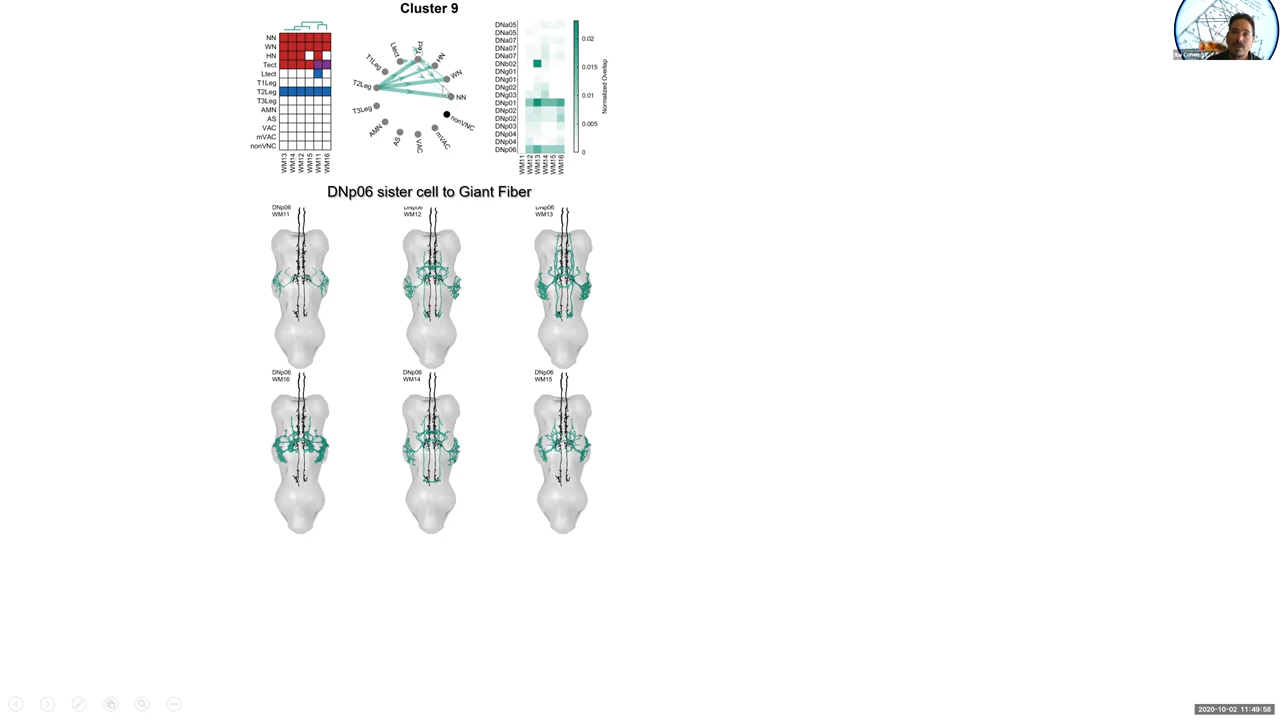 Cluster 9
NN
WN
HN
Tect
Ltect
T1Leg
T2Leg
T3Leg
AMN
AS
VAC
mVAC
nonVNC
WM13
WM14
WM12
WM15
WM11
WM16
Tect
HN
WN
NN
nonVNC
mVAC
VAC
AS
AMN
T3Leg
T2Leg
T1Leg
Ltect
DNa05
DNa05
DNa07
DNa07
DNa07
DNb02
DNg01
DNg01
DNg02
DNg03
DNp01
DNp02
DNp02
DNp03
DNp04
DNp04
DNp06
WM11
WM12
WM13
WM14
WM15
WM16
0.02
0.015
0.01
0.005
0
Normalized Overlap
DNp06 sister cell to Giant Fiber
DNp06
WM11
DNp06
WM12
DNp06
WM13
DNp06
WM16
DNp06
WM14
DNp06
WM15
Cohen
2020-10-02 11:49:58